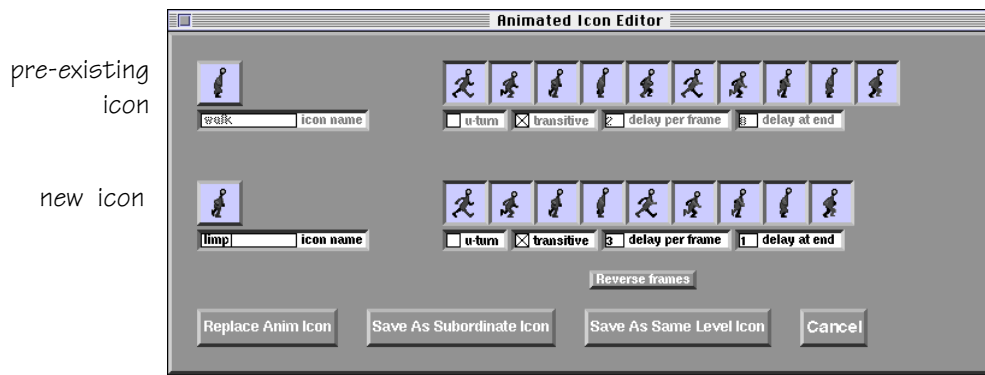 Animated Icon Editor
pre-existing
icon
walk icon name
u-turn transitive 2 delay per frame 8 delay at end
new icon
limp icon name
u-turn transitive 3 delay per frame 1 delay at end
Reverse frames
Replace Anim Icon Save As Subordinate Icon Save As Same Level Icon Cancel